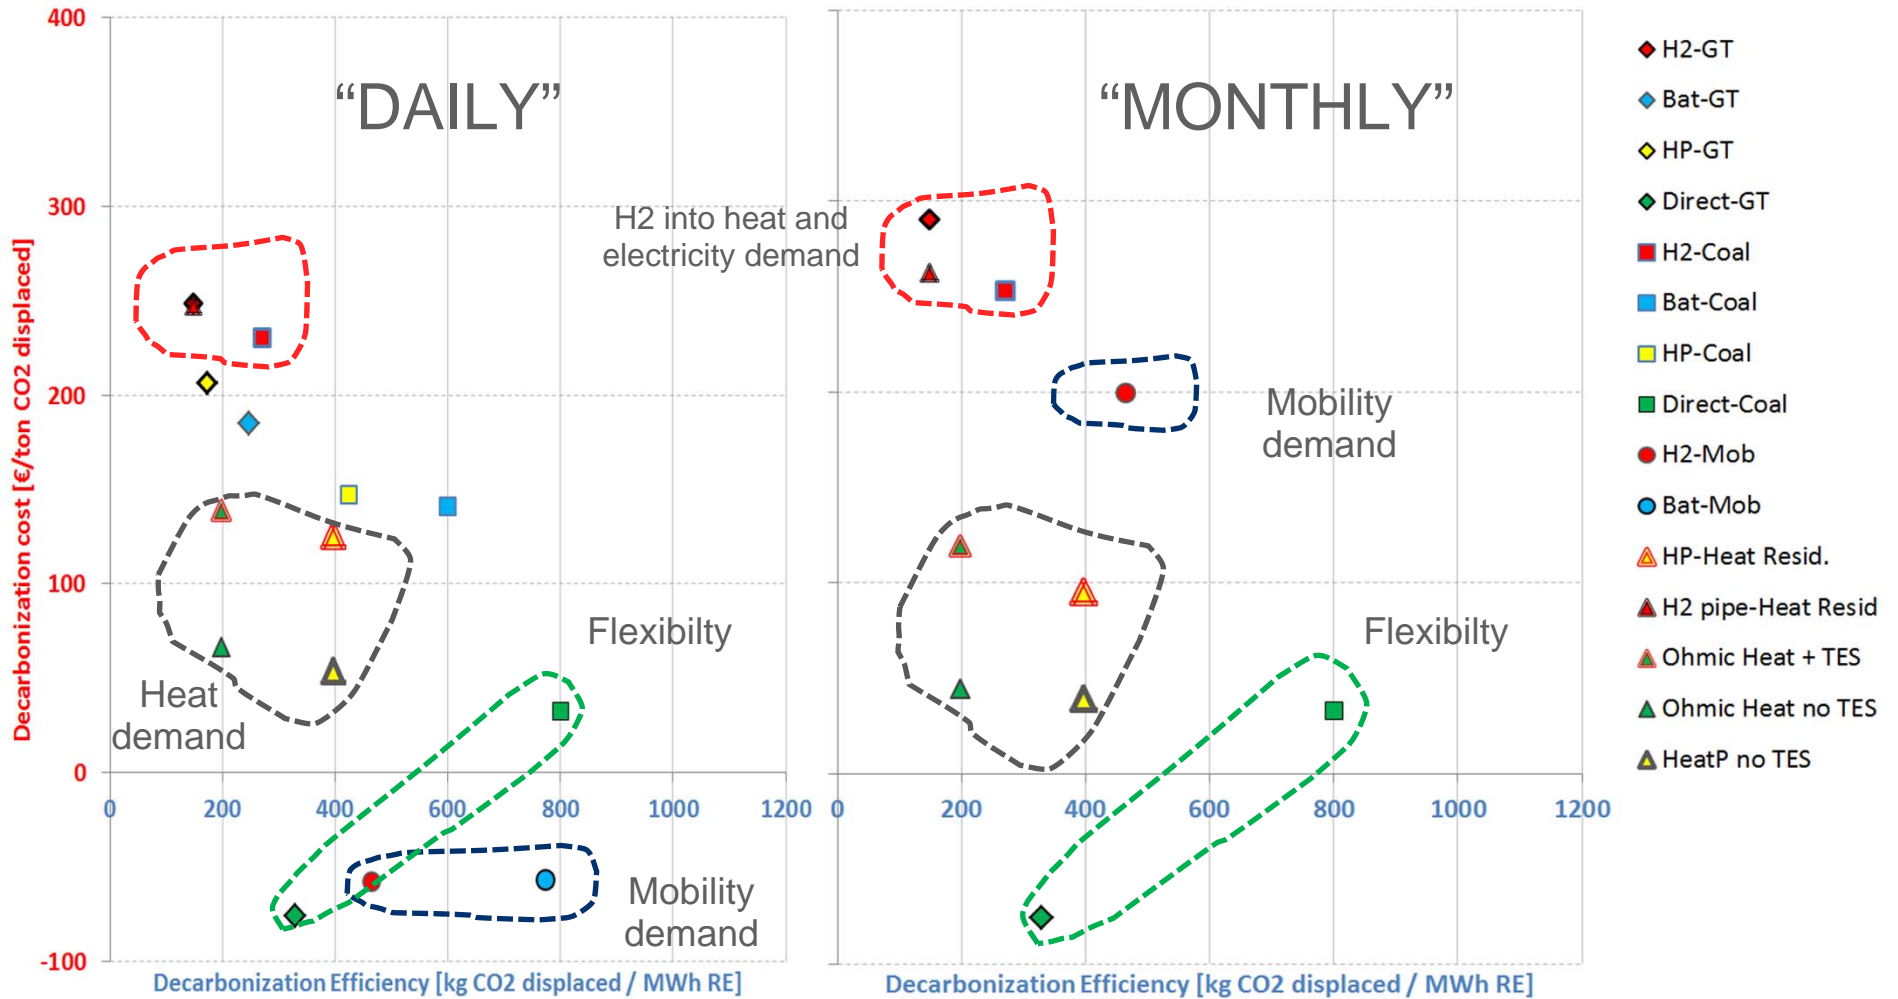 Decarbonization cost [€/ton CO2 displaced]
400
300
200
100
0
-100
“DAILY”
H2 into heat and
electricity demand
Heat
demand
Flexibilty
Mobility
demand
0 200 400 600 800 1000 1200
Decarbonization Efficiency [kg CO2 displaced / MWh RE]
“MONTHLY”
Mobility
demand
Flexibilty
0 200 400 600 800 1000 1200
Decarbonization Efficiency [kg CO2 displaced / MWh RE]
H2-GT
Bat-GT
HP-GT
Direct-GT
H2-Coal
Bat-Coal
HP-Coal
Direct-Coal
H2-Mob
Bat-Mob
HP-Heat Resid.
H2 pipe-Heat Resid
Ohmic Heat + TES
Ohmic Heat no TES
HeatP no TES